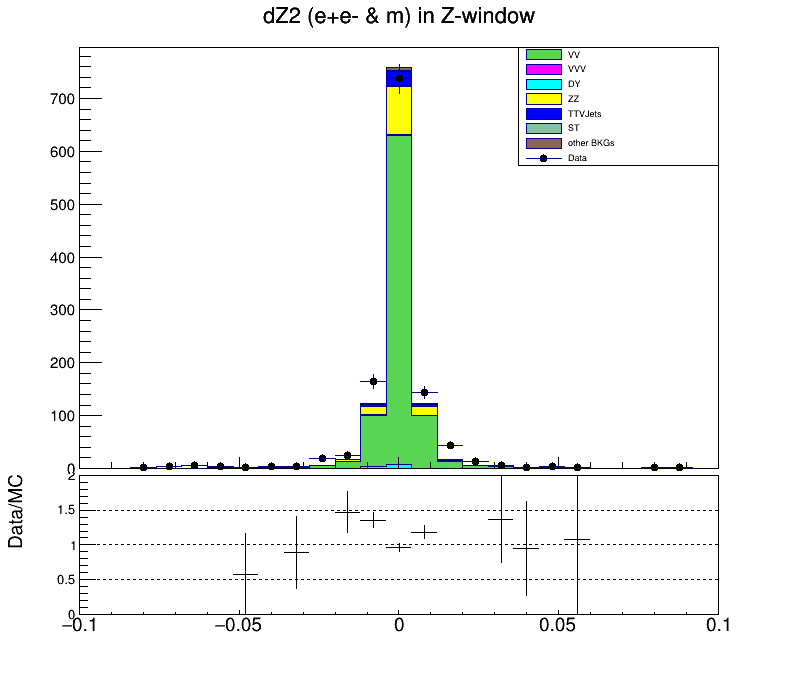 dZ2 (e+e- & m) in Z-window
VV
VVV
DY
ZZ
TTVJets
ST
other BKGs
Data
700
600
500
400
300
200
100
0
Data/MC
2
1.5
1
0.5
0
−0.1 −0.05 0 0.05 0.1